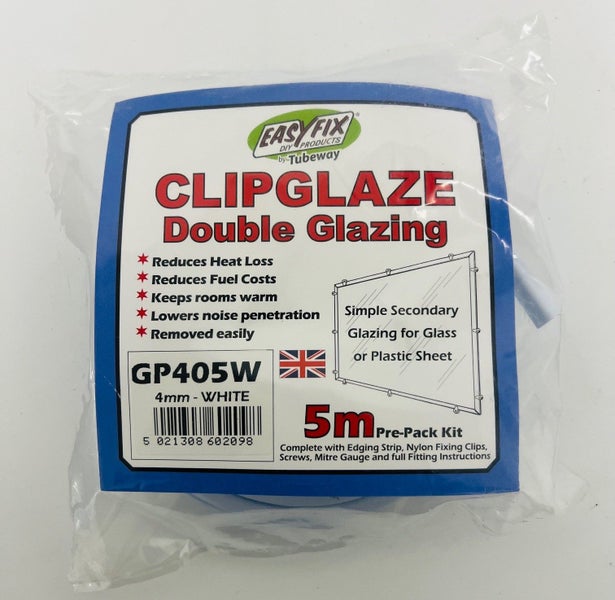 EASYFIX®
DIY PRODUCTS
by Tubeway
CLIPGLAZE
Double Glazing
Reduces Heat Loss
Reduces Fuel Costs
Keeps rooms warm
Lowers noise penetration
Removed easily
Simple Secondary
Glazing for Glass
or Plastic Sheet
GP405W
4mm - WHITE
5 021308 602098
5m Pre-Pack Kit
Complete with Edging Strip, Nylon Fixing Clips,
Screws, Mitre Gauge and full Fitting Instructions